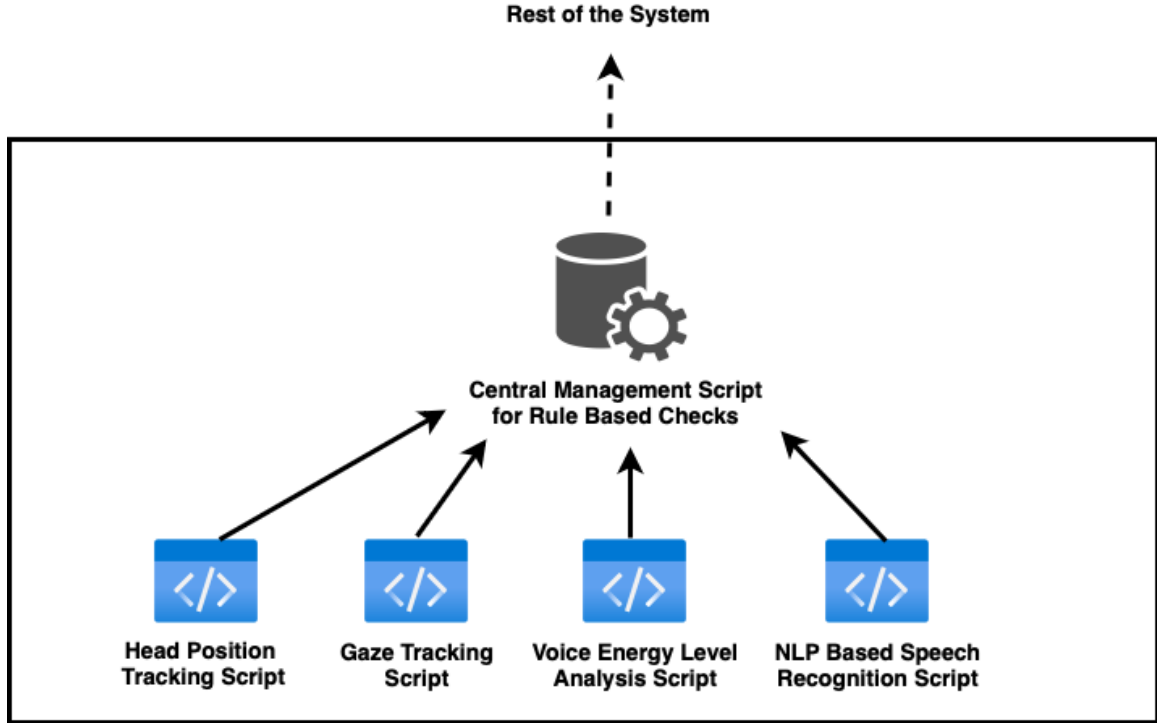 Rest of the System
Central Management Script
for Rule Based Checks
Head Position
Tracking Script
Gaze Tracking
Script
Voice Energy Level
Analysis Script
NLP Based Speech
Recognition Script